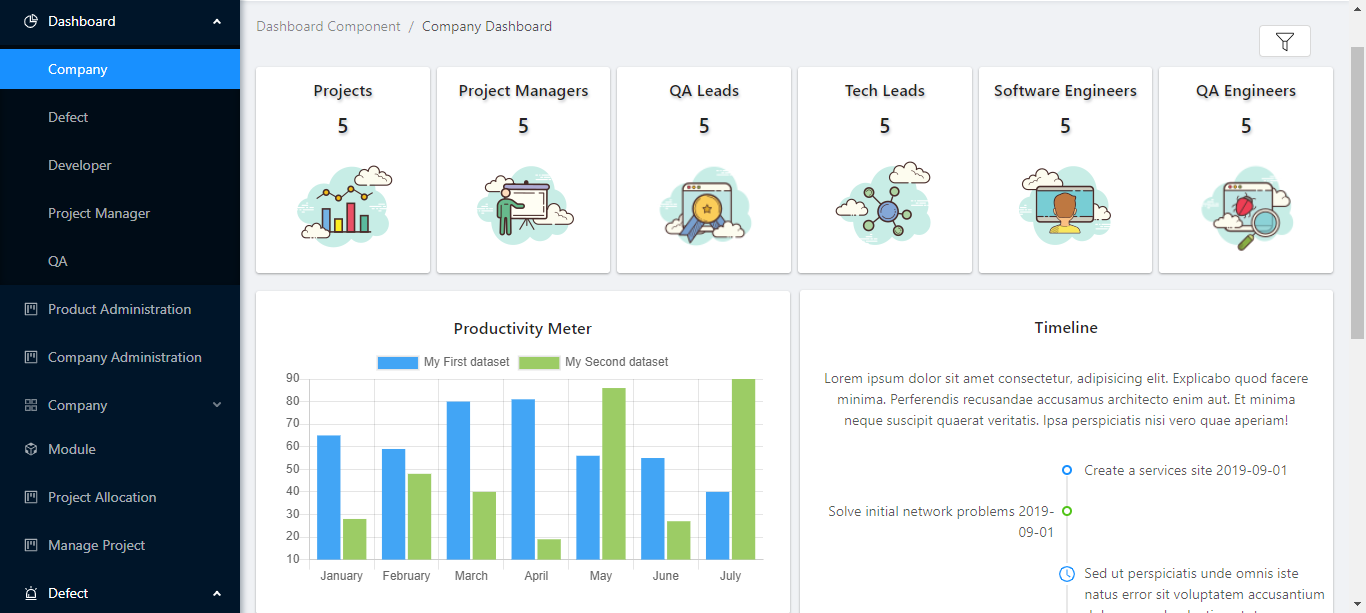 Dashboard
Company
Defect
Developer
Project Manager
QA
Product Administration
Company Administration
Company
Module
Project Allocation
Manage Project
Defect
Dashboard Component / Company Dashboard
Projects
5
Project Managers
5
QA Leads
5
Tech Leads
5
Software Engineers
5
QA Engineers
5
Productivity Meter
My First dataset My Second dataset
90
80
70
60
50
40
30
20
10
January February March April May June July
Timeline
Lorem ipsum dolor sit amet consectetur, adipisicing elit. Explicabo quod facere
minima. Perferendis recusandae accusamus architecto enim aut. Et minima
neque suscipit quaerat veritatis. Ipsa perspiciatis nisi vero quae aperiam!
Create a services site 2019-09-01
Solve initial network problems 2019-
09-01
Sed ut perspiciatis unde omnis iste
natus error sit voluptatem accusantium